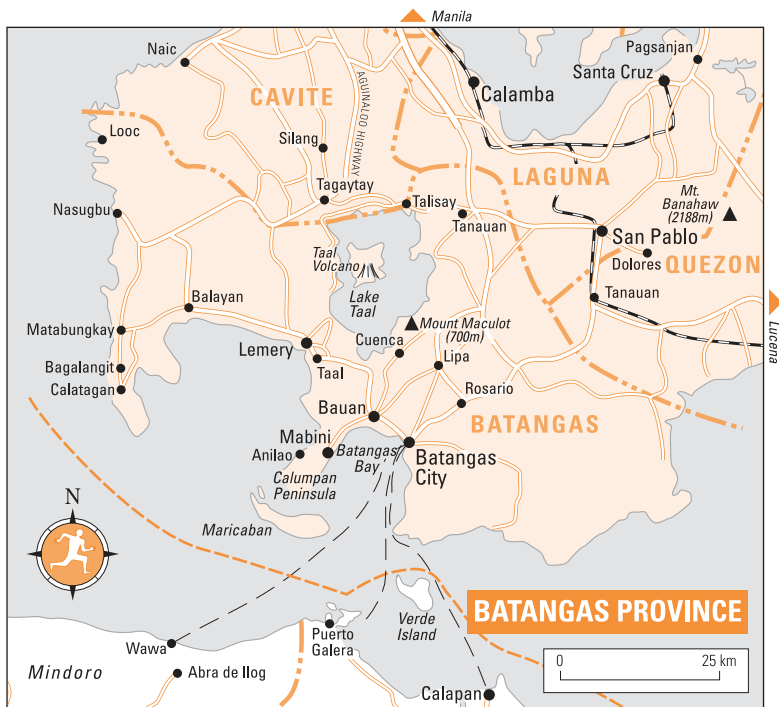 Manila
Naic
Pagsanjan
Santa Cruz
Calamba
CAVITE
AGUINALDO HIGHWAY
Looc
Silang
LAGUNA
Mt.
Banahaw
(2188m)
Tagaytay
Talisay
Nasugbu
Tanauan
San Pablo
Taal
Volcano
Dolores
QUEZON
Lake
Taal
Balayan
Tanauan
Lucena
Matabungkay
Mount Maculot
(700m)
Lemery
Cuenca
Taal
Lipa
Bagalangit
Calatagan
Rosario
Bauan
BATANGAS
Mabini
Anilao
Batangas
Bay
Batangas
City
Calumpan
Peninsula
N
Maricaban
Verde
Island
BATANGAS PROVINCE
Puerto
Galera
Wawa
0
25 km
Mindoro
Abra de Ilog
Calapan